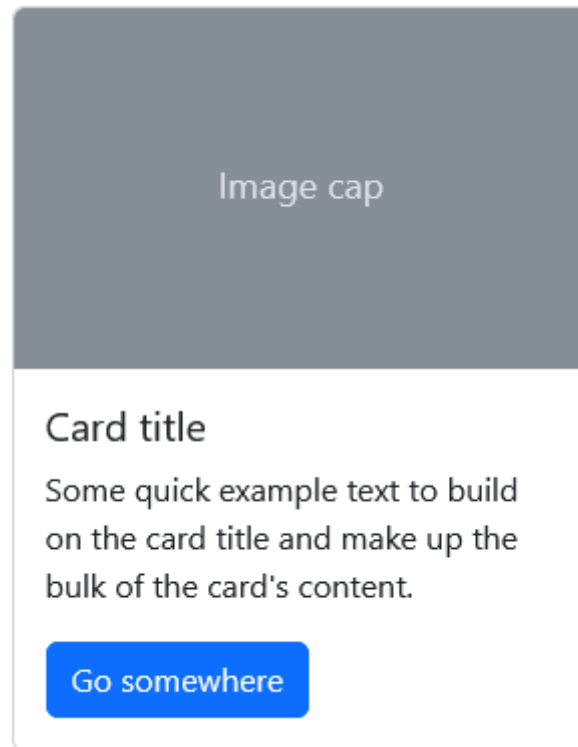 Image cap
Card title
Some quick example text to build
on the card title and make up the
bulk of the card's content.
Go somewhere